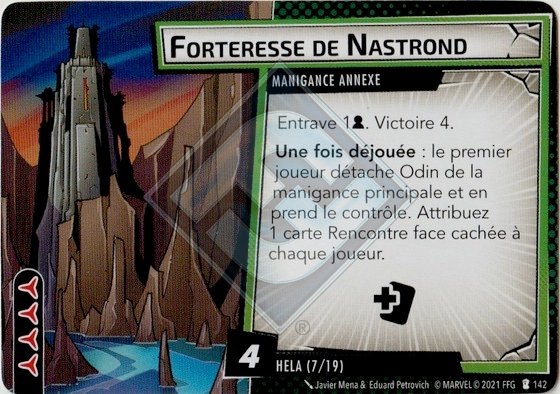 Forteresse de Nastrond
MANIGANCE ANNEXE
Entrave 1. Victoire 4.
Une fois déjouée : le premier
joueur détache Odin de la
manigance principale et en
prend le contrôle. Attribuez
1 carte Rencontre face cachée à
chaque joueur.
®
4
HELA (7/19)
Javier Mena & Eduard Petrovich © MARVEL © 2021 FFG 142